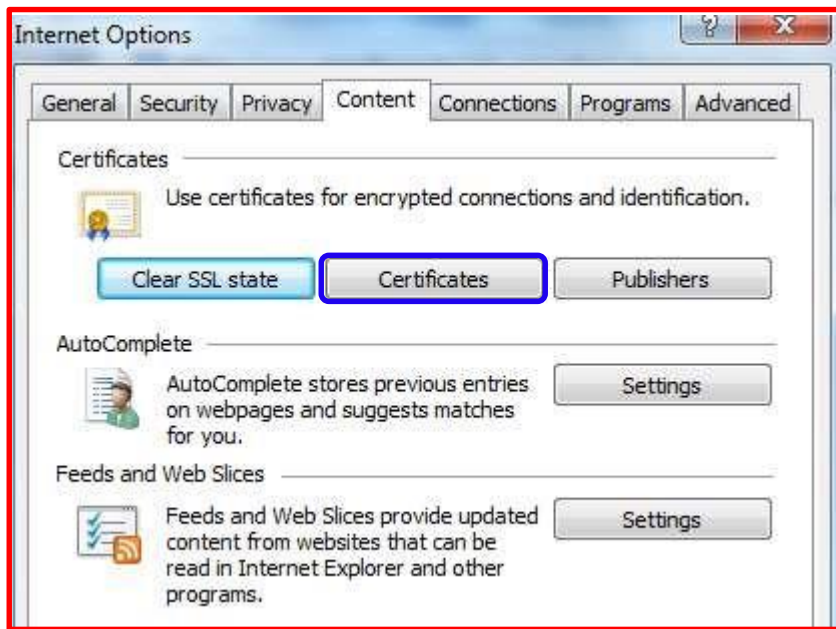 Internet Options
?
X
General Security Privacy Content Connections Programs Advanced
Certificates
Use certificates for encrypted connections and identification.
Clear SSL state Certificates Publishers
AutoComplete
AutoComplete stores previous entries
on webpages and suggests matches
for you.
Settings
Feeds and Web Slices
Feeds and Web Slices provide updated
content from websites that can be
read in Internet Explorer and other
programs.
Settings